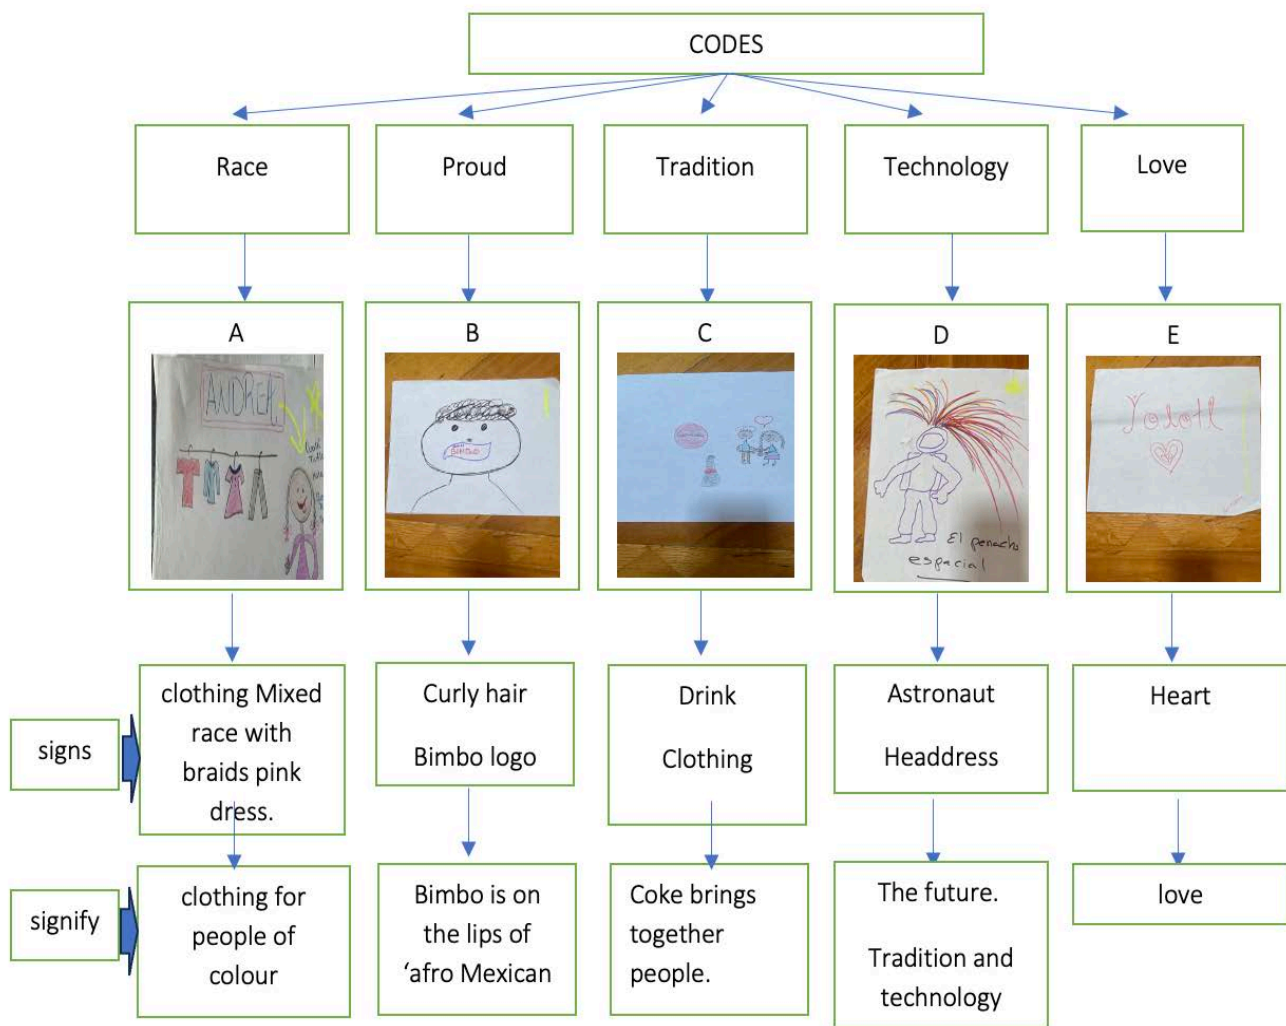 CODES
Race
Proud
Tradition
Technology
Love
A
B
C
D
E
ANDREA
BIMBO
El penacho
espacial
Yolotl
signs
clothing Mixed
race with
braids pink
dress.
Curly hair
Bimbo logo
Drink
Clothing
Astronaut
Headdress
Heart
signify
clothing for
people of
colour
Bimbo is on
the lips of
‘afro Mexican
Coke brings
together
people.
The future.
Tradition and
technology
love